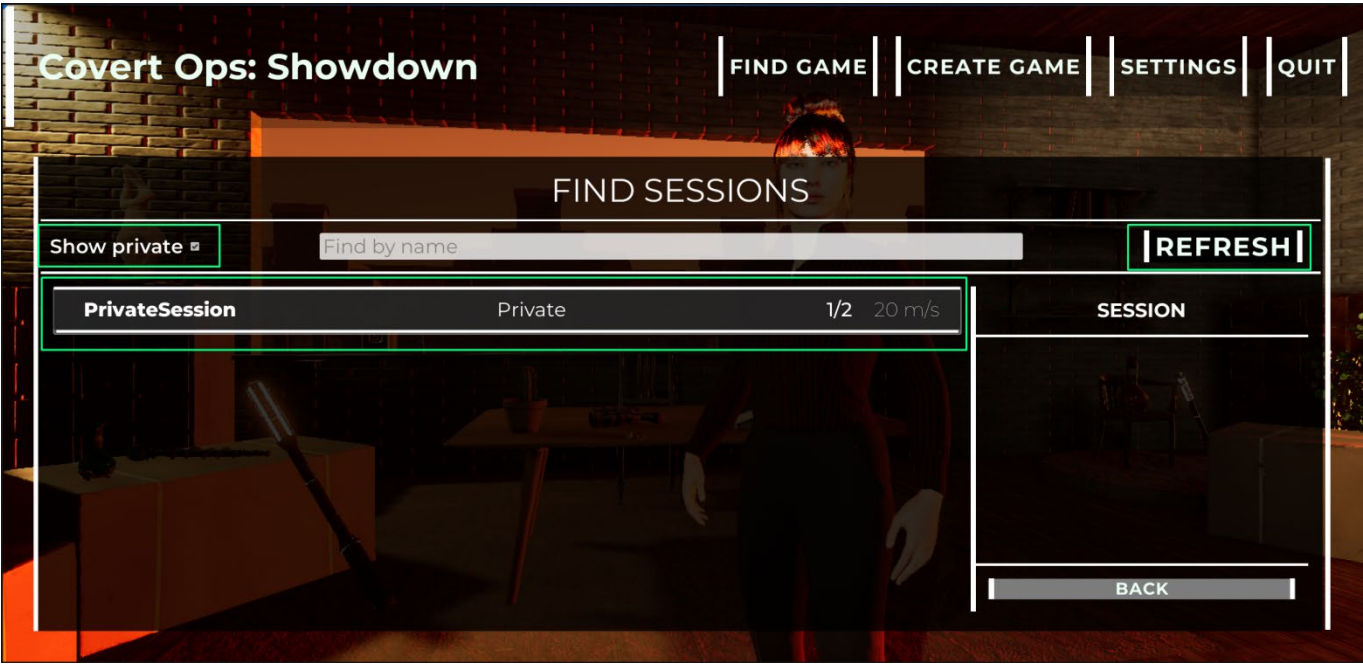 Covert Ops: Showdown
FIND GAME
CREATE GAME
SETTINGS
QUIT
FIND SESSIONS
Show private
Find by name
REFRESH
PrivateSession Private 1/2 20 m/s
SESSION
BACK